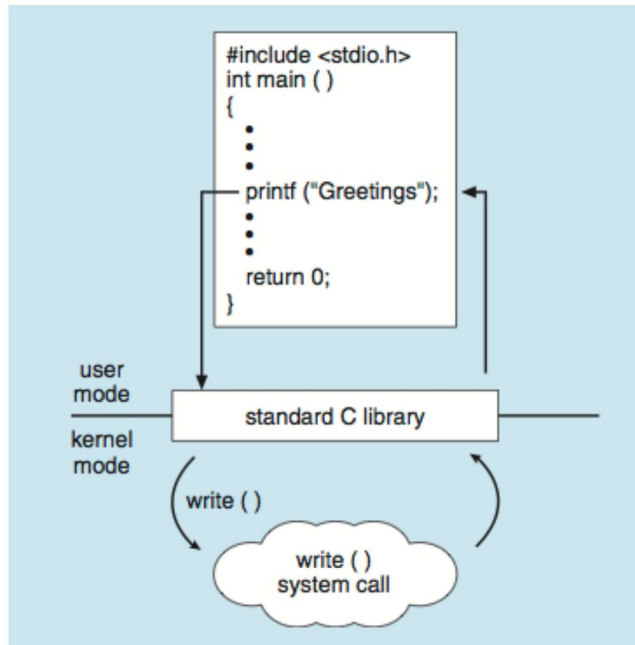 #include <stdio.h>
int main ( )
{
•
•
•
printf ("Greetings");
•
•
•
return 0;
}
user
mode
standard C library
kernel
mode
write ( )
write ( )
system call